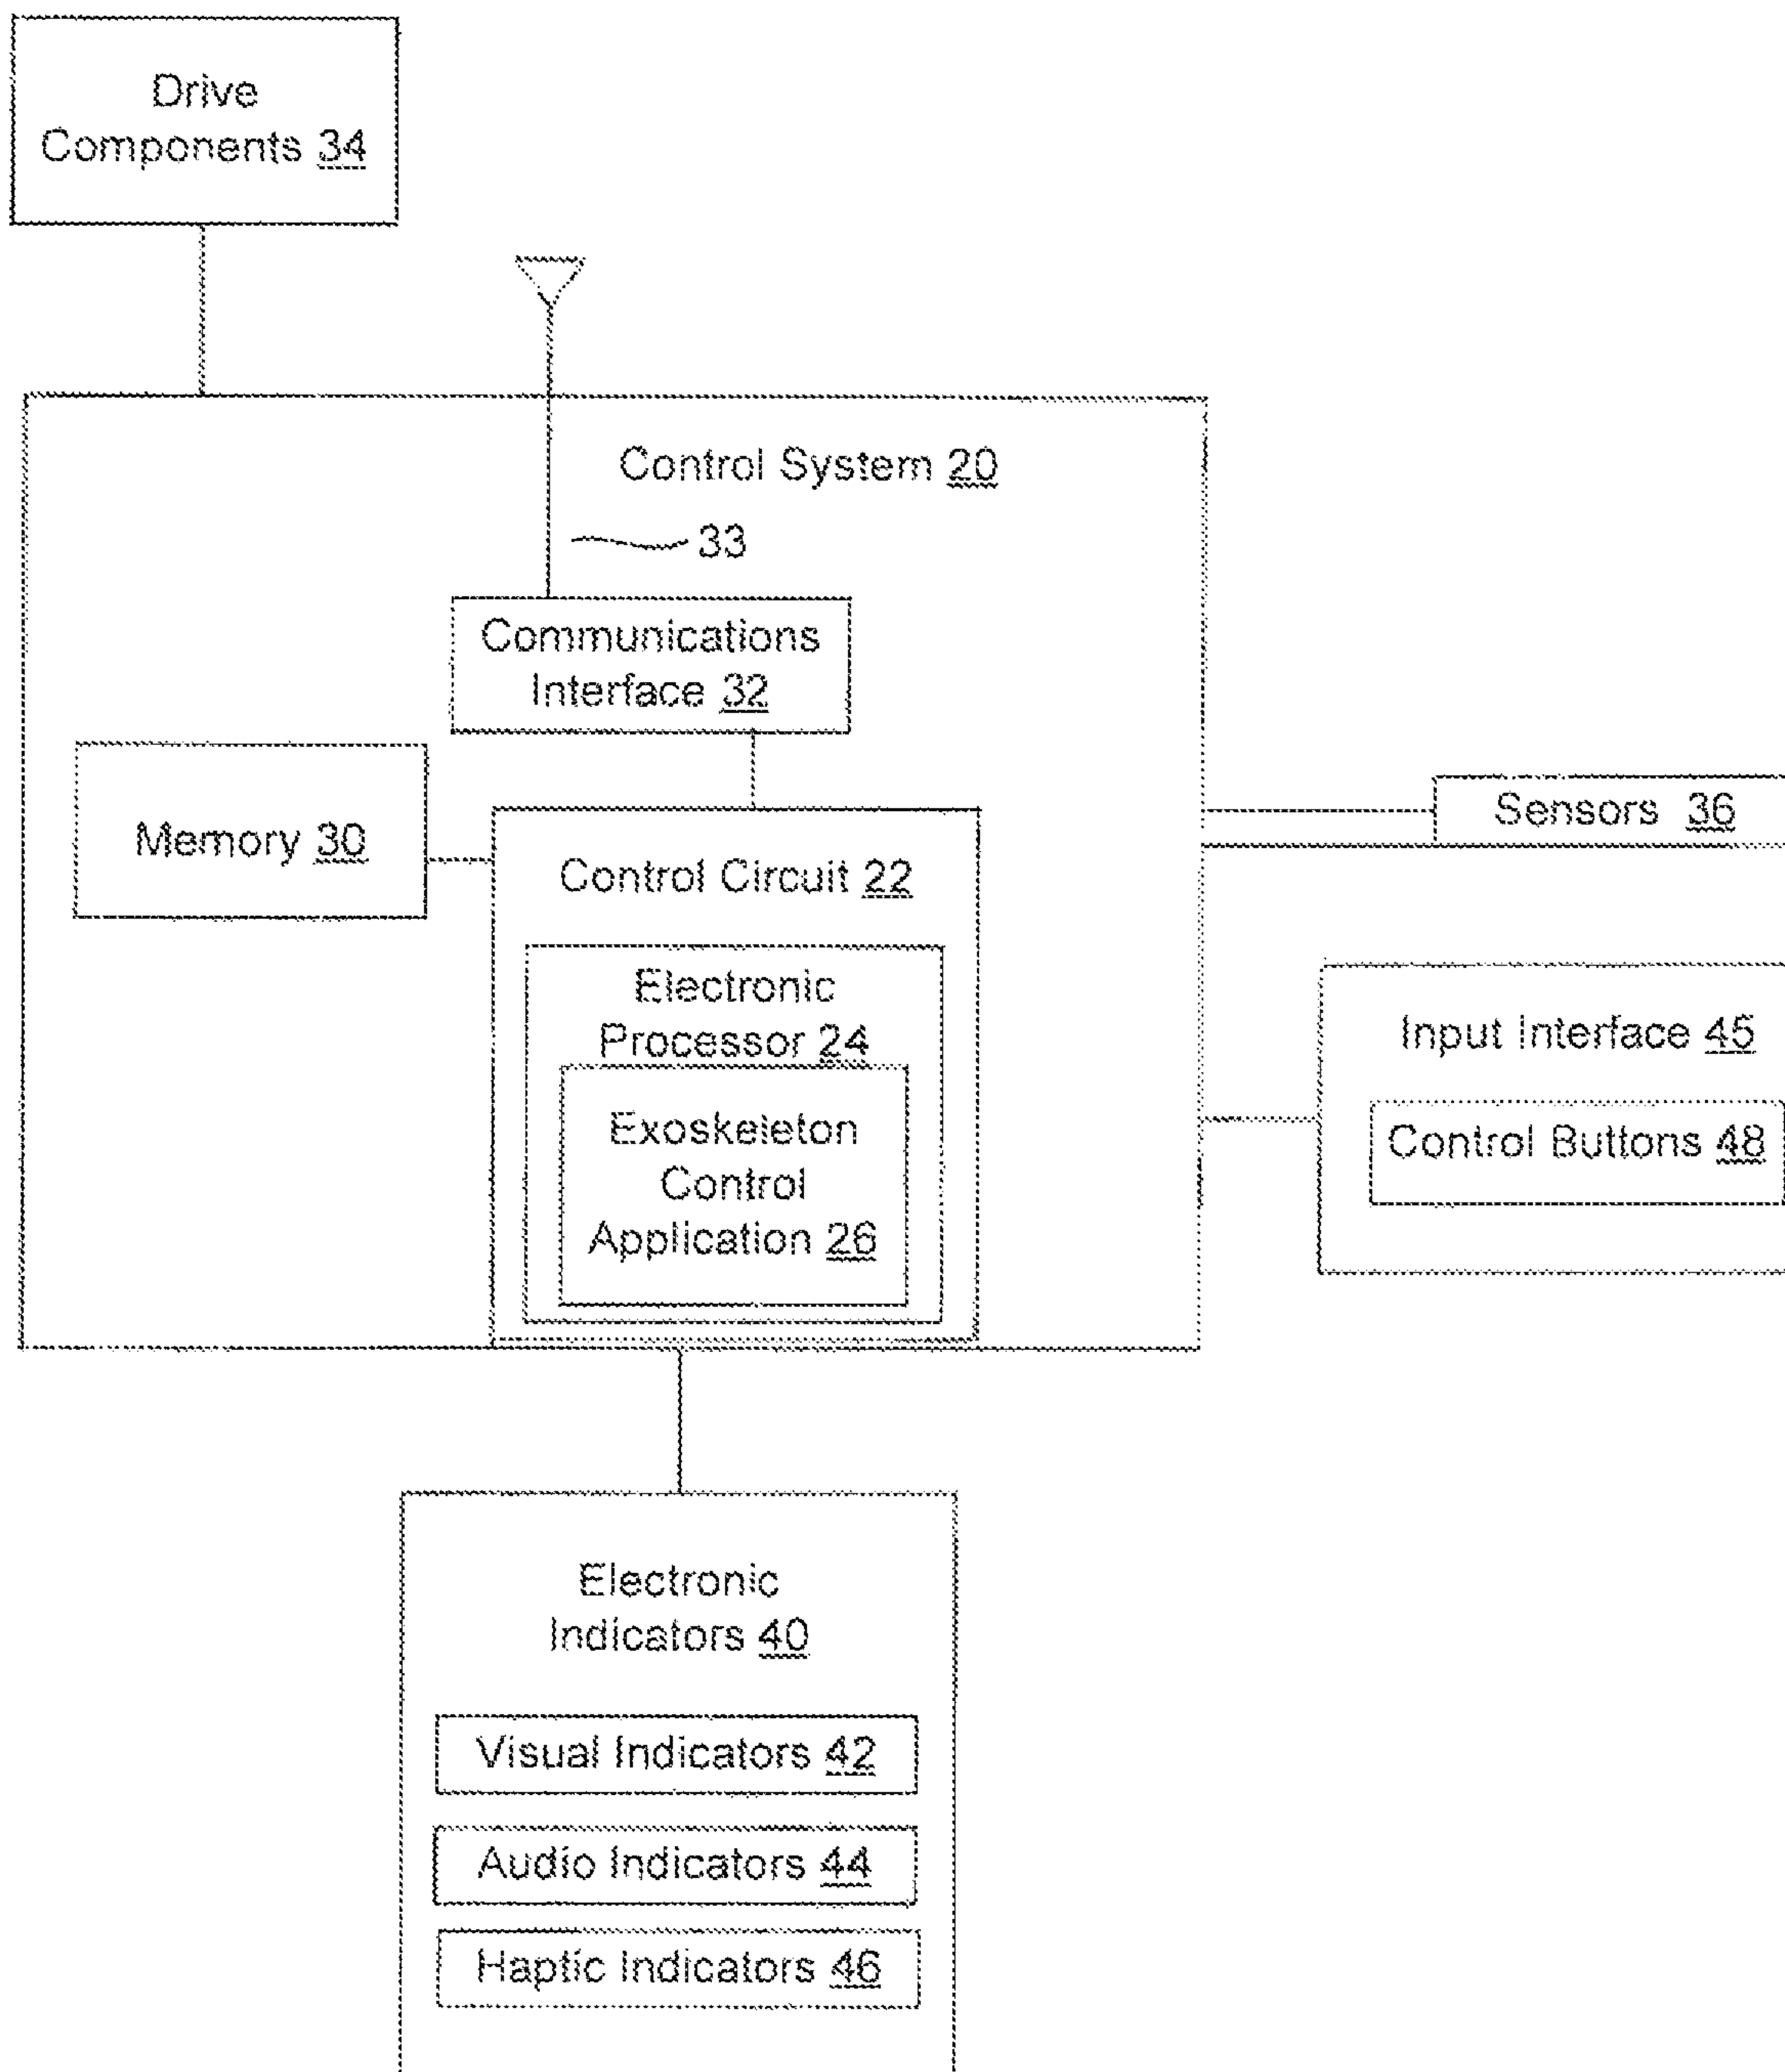 Drive
Components 34
Control System 20
33
Communications
Interface 32
Memory 30
Control Circuit 22
Electronic
Processor 24
Exoskeleton
Control
Application 26
Sensors 36
Input Interface 45
Control Buttons 48
Electronic
Indicators 40
Visual Indicators 42
Audio Indicators 44
Haptic Indicators 46